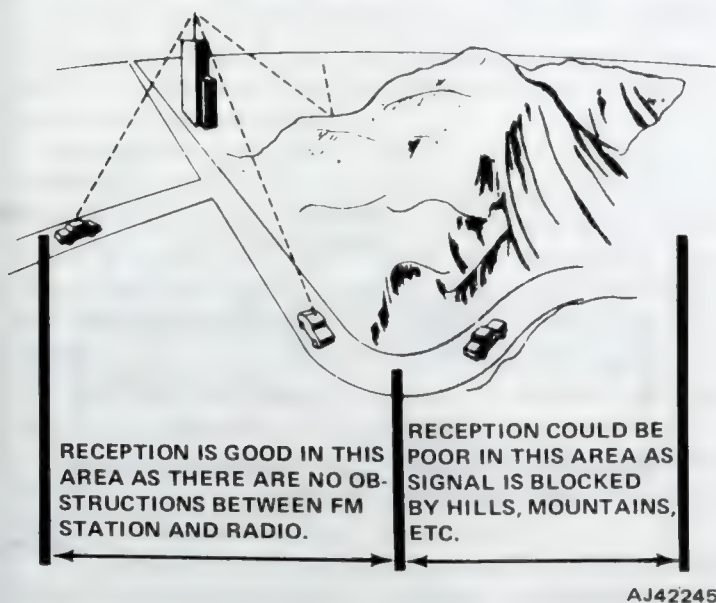 RECEPTION IS GOOD IN THIS
AREA AS THERE ARE NO OB-
STRUCTIONS BETWEEN FM
STATION AND RADIO.
RECEPTION COULD BE
POOR IN THIS AREA AS
SIGNAL IS BLOCKED
BY HILLS, MOUNTAINS,
ETC.
AJ42245